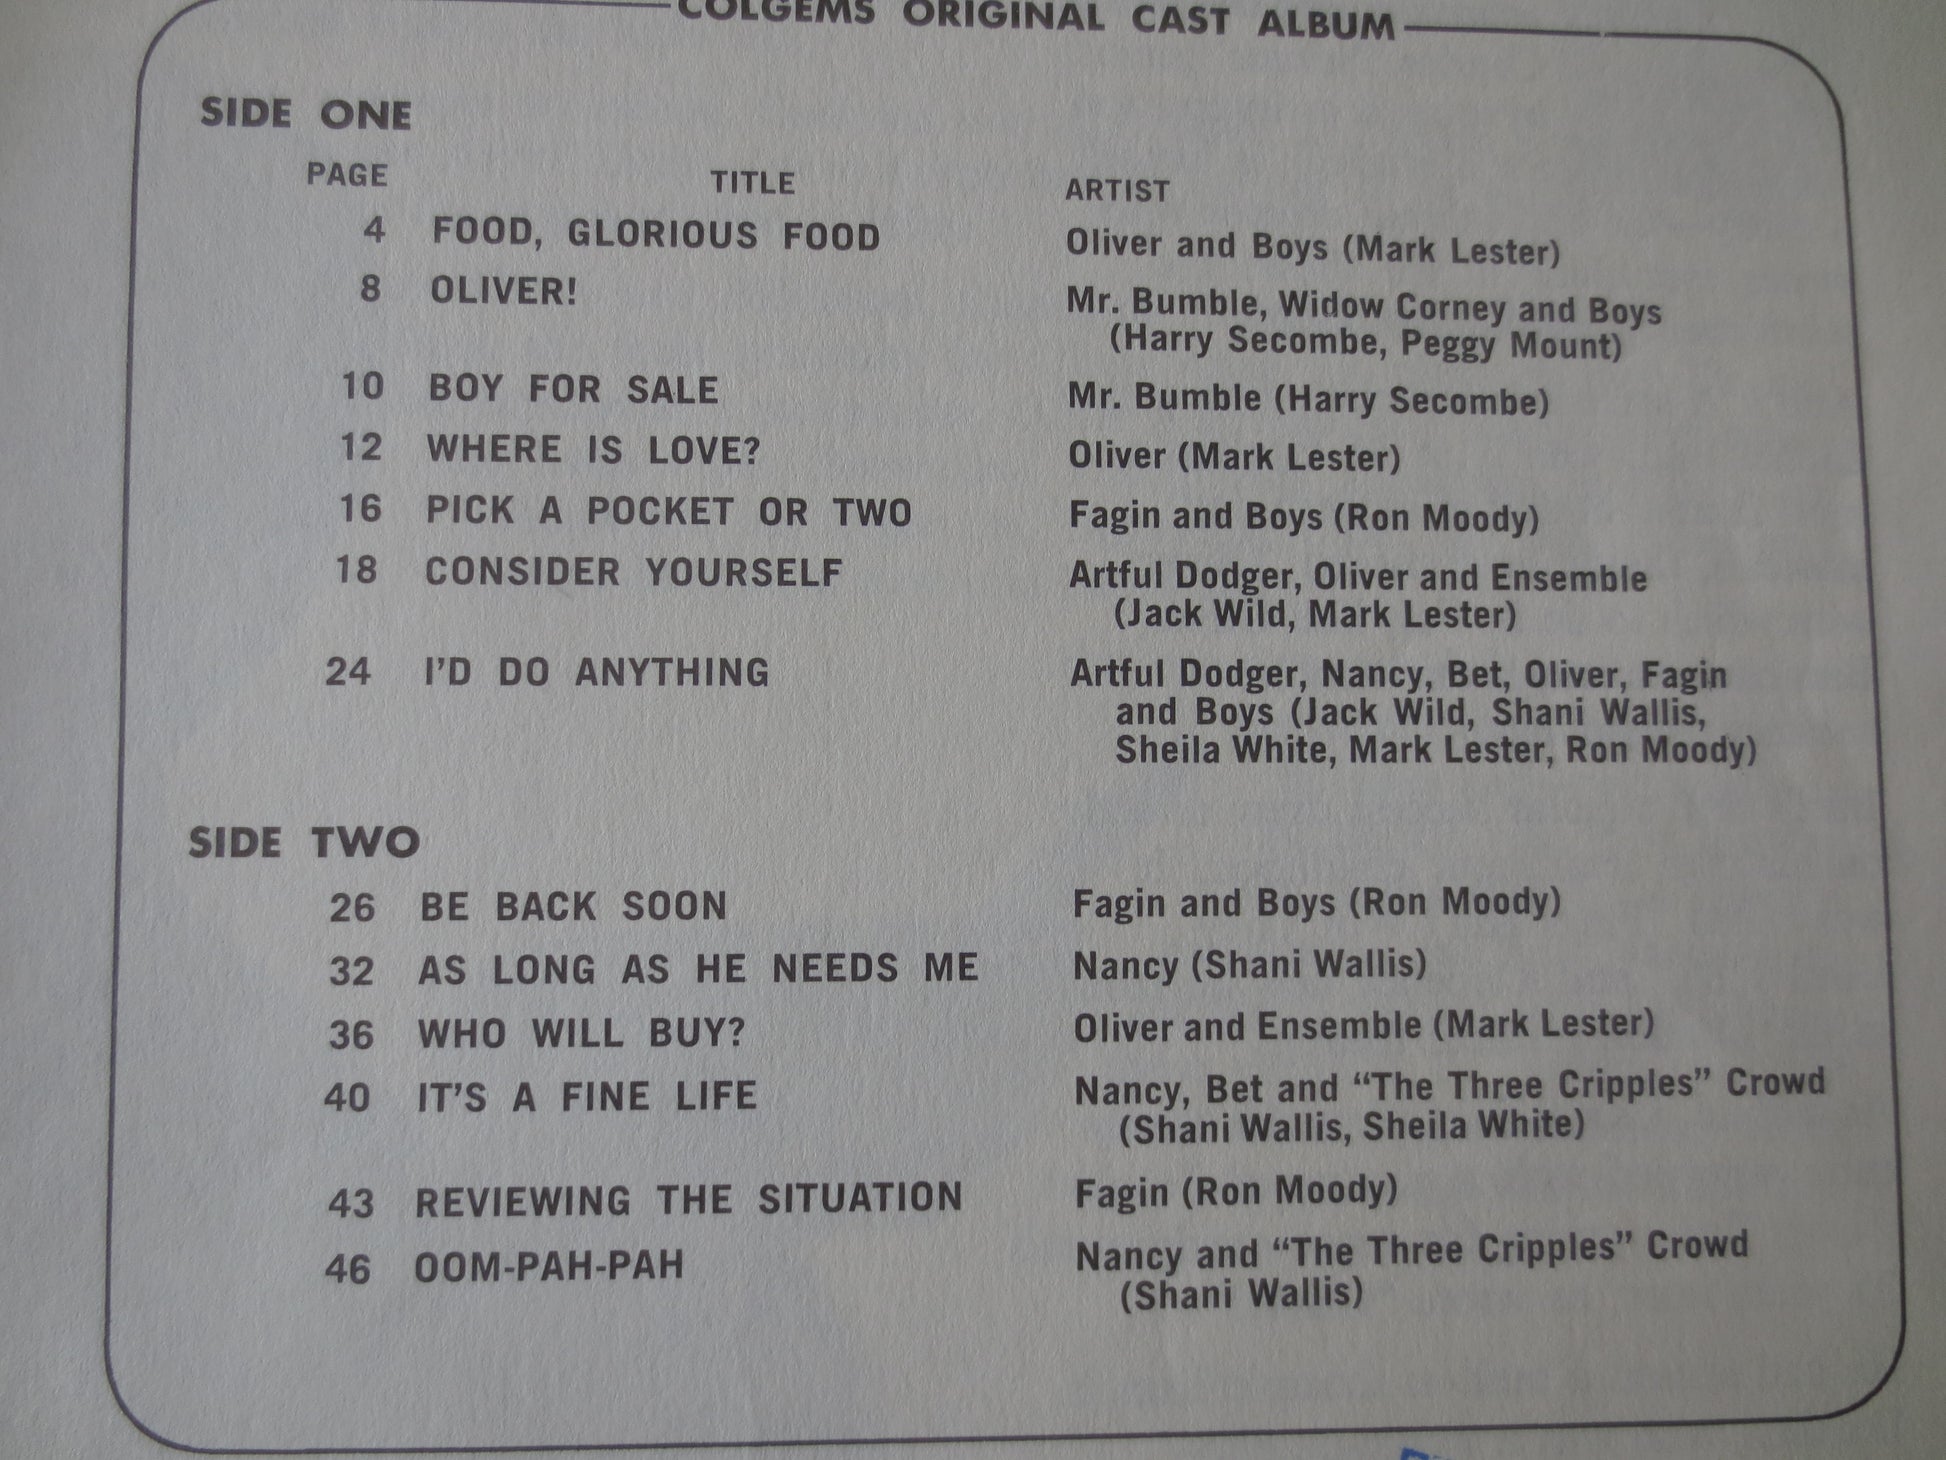 COLGEMS ORIGINAL CAST ALBUM
SIDE ONE
PAGE TITLE ARTIST
4 FOOD, GLORIOUS FOOD Oliver and Boys (Mark Lester)
8 OLIVER! Mr. Bumble, Widow Corney and Boys
(Harry Secombe, Peggy Mount)
10 BOY FOR SALE Mr. Bumble (Harry Secombe)
12 WHERE IS LOVE? Oliver (Mark Lester)
16 PICK A POCKET OR TWO Fagin and Boys (Ron Moody)
18 CONSIDER YOURSELF Artful Dodger, Oliver and Ensemble
(Jack Wild, Mark Lester)
24 I'D DO ANYTHING Artful Dodger, Nancy, Bet, Oliver, Fagin
and Boys (Jack Wild, Shani Wallis,
Sheila White, Mark Lester, Ron Moody)
SIDE TWO
26 BE BACK SOON Fagin and Boys (Ron Moody)
32 AS LONG AS HE NEEDS ME Nancy (Shani Wallis)
36 WHO WILL BUY? Oliver and Ensemble (Mark Lester)
40 IT'S A FINE LIFE Nancy, Bet and “The Three Cripples” Crowd
(Shani Wallis, Sheila White)
43 REVIEWING THE SITUATION Fagin (Ron Moody)
46 OOM-PAH-PAH Nancy and “The Three Cripples” Crowd
(Shani Wallis)